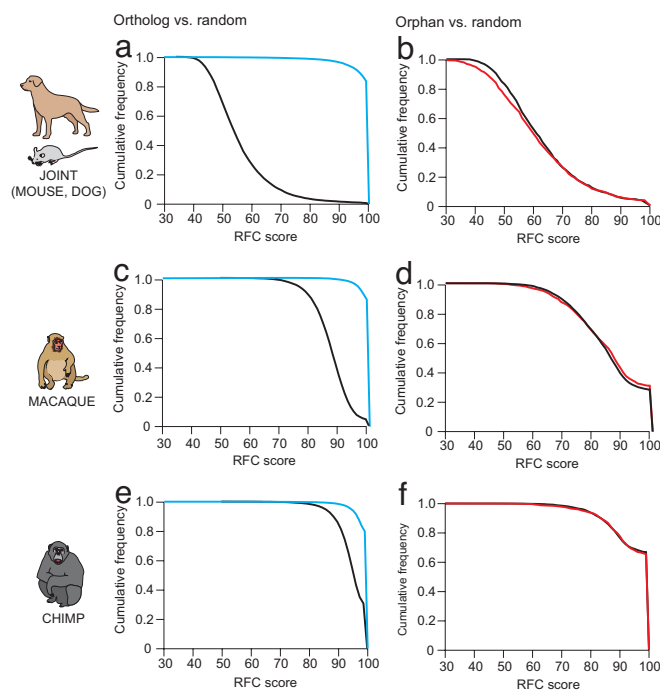 Ortholog vs. random
Orphan vs. random
a
b
Cumulative frequency
1.0
0.8
0.6
0.4
0.2
0
30 40 50 60 70 80 90 100
RFC score
Cumulative frequency
1.0
0.8
0.6
0.4
0.2
0
30 40 50 60 70 80 90 100
RFC score
JOINT
(MOUSE, DOG)
c
d
Cumulative frequency
1.0
0.8
0.6
0.4
0.2
0
30 40 50 60 70 80 90 100
RFC score
Cumulative frequency
1.0
0.8
0.6
0.4
0.2
0
30 40 50 60 70 80 90 100
RFC score
MACAQUE
e
f
Cumulative frequency
1.0
0.8
0.6
0.4
0.2
0
30 40 50 60 70 80 90 100
RFC score
Cumulative frequency
1.0
0.8
0.6
0.4
0.2
0
30 40 50 60 70 80 90 100
RFC score
CHIMP